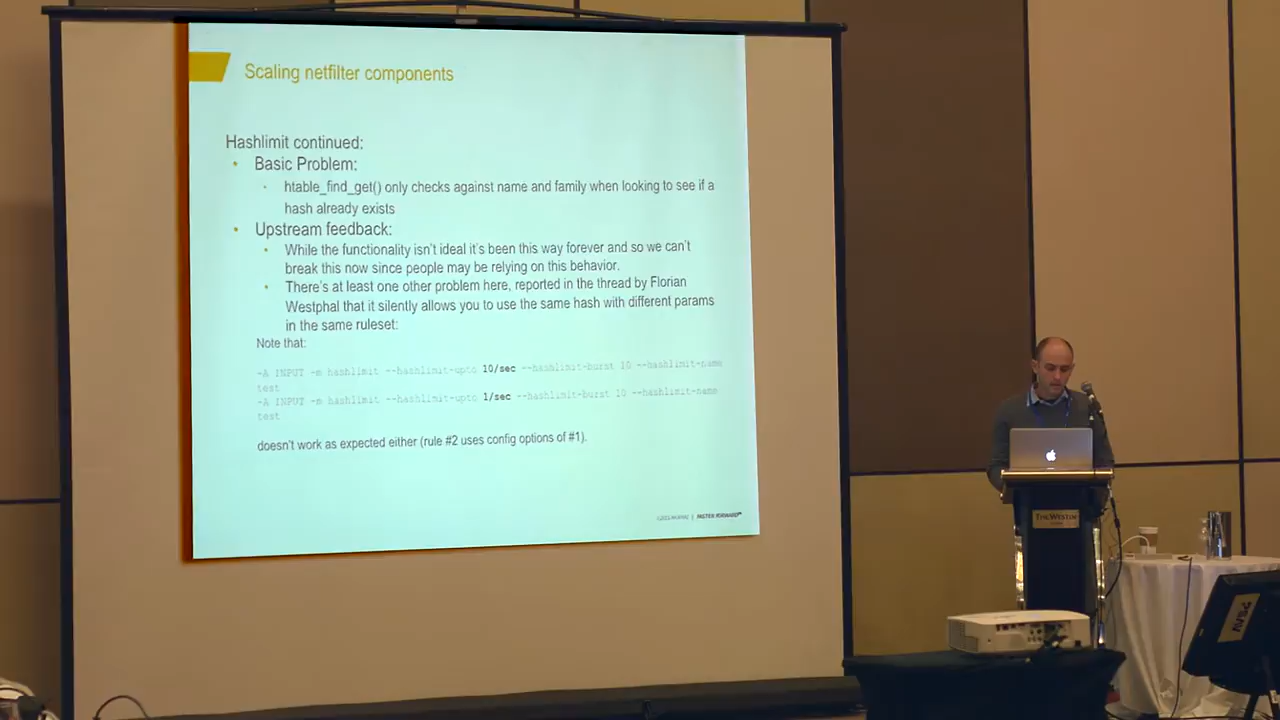 Scaling netfilter components
Hashlimit continued:
• Basic Problem:
• htable_find_get() only checks against name and family when looking to see if a
hash already exists
• Upstream feedback:
• While the functionality isn't ideal it's been this way forever and so we can't
break this now since people may be relying on this behavior.
• There's at least one other problem here, reported in the thread by Florian
Westphal that it silently allows you to use the same hash with different params
in the same ruleset:
Note that:
-A INPUT -m hashlimit --hashlimit-upto 10/sec --hashlimit-burst 10 --hashlimit-name
test
-A INPUT -m hashlimit --hashlimit-upto 1/sec --hashlimit-burst 10 --hashlimit-name
test
doesn't work as expected either (rule #2 uses config options of #1).
| FASTER FORWARD™
THE WESTIN
PSAV